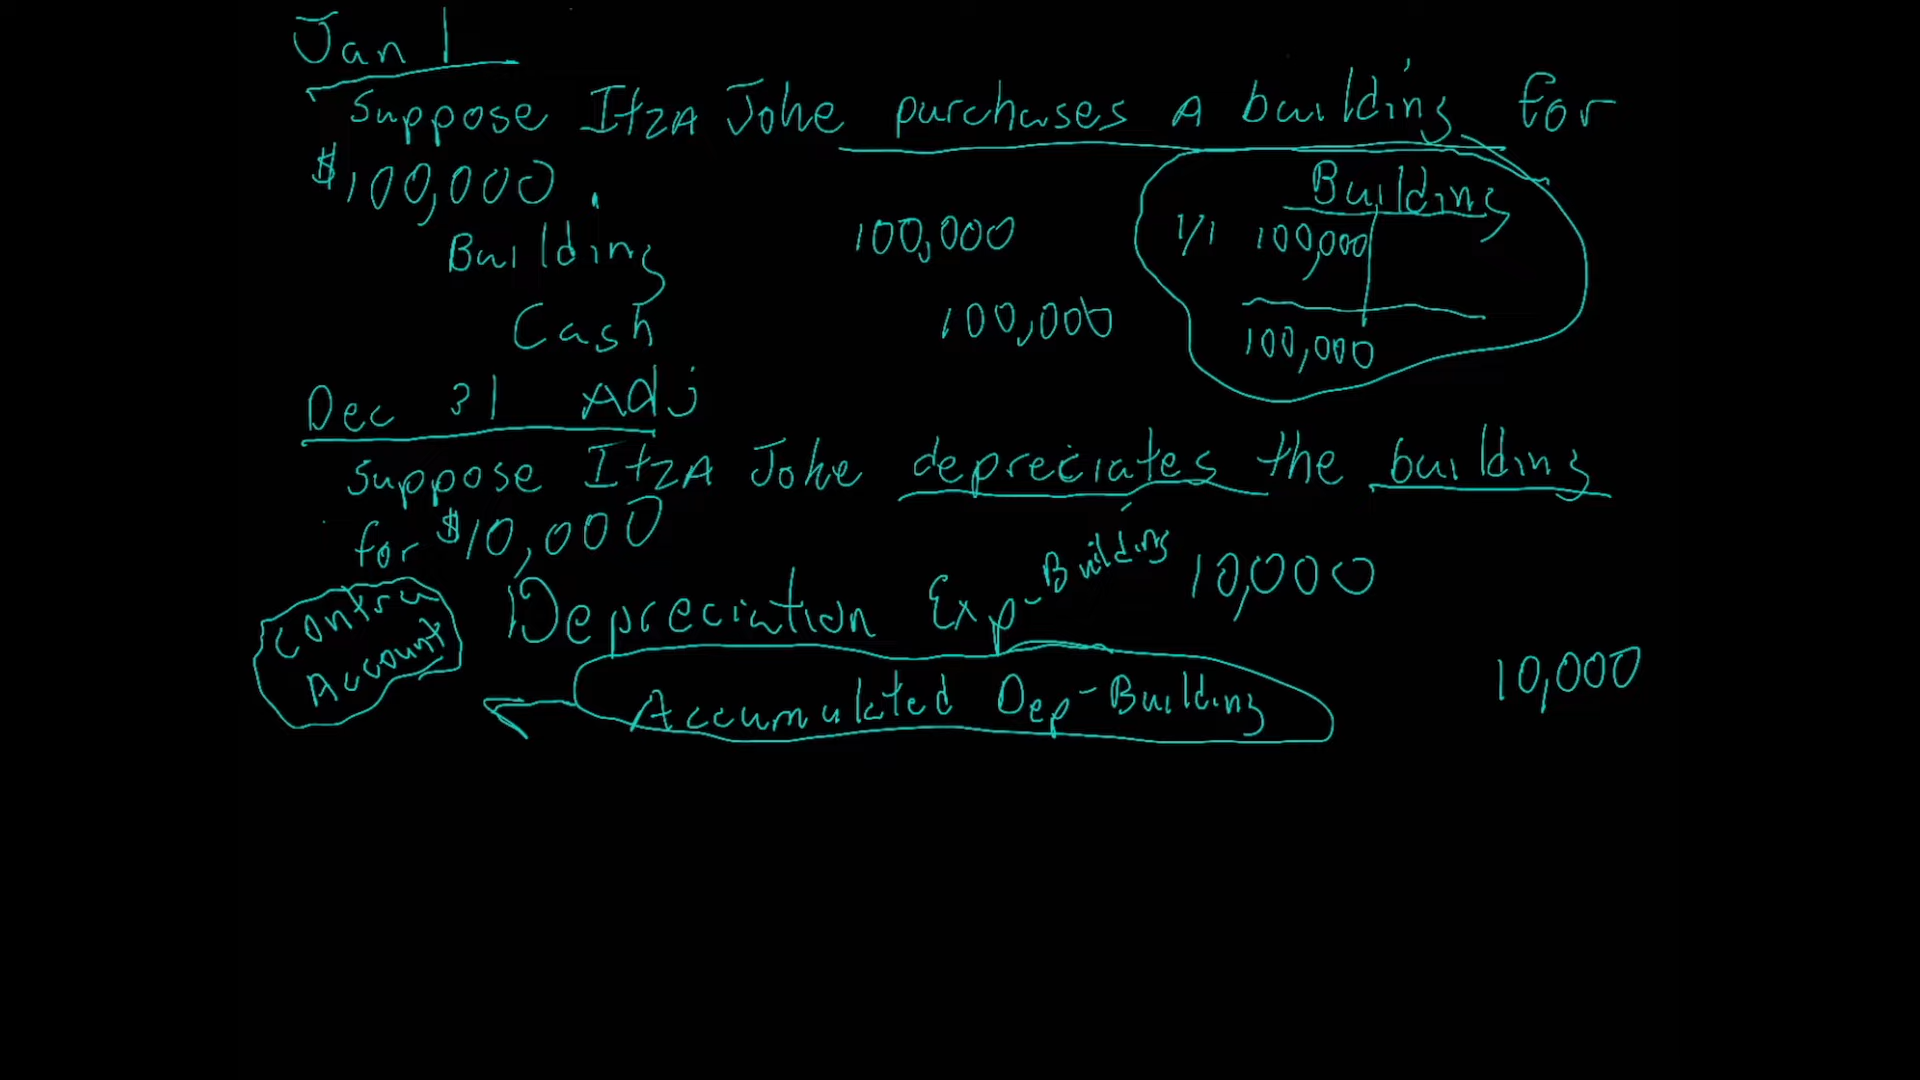 Jan 1
Suppose ItzA Joke purchases A building for
$100,000.
Building 100,000
Cash 100,000
Building
1/1 100,000
100,000
Dec 31 Adj
Suppose ItzA Joke depreciates the building
for $10,000
Depreciation Exp-Building 10,000
Accumulated Dep-Building 10,000
Contra
Account